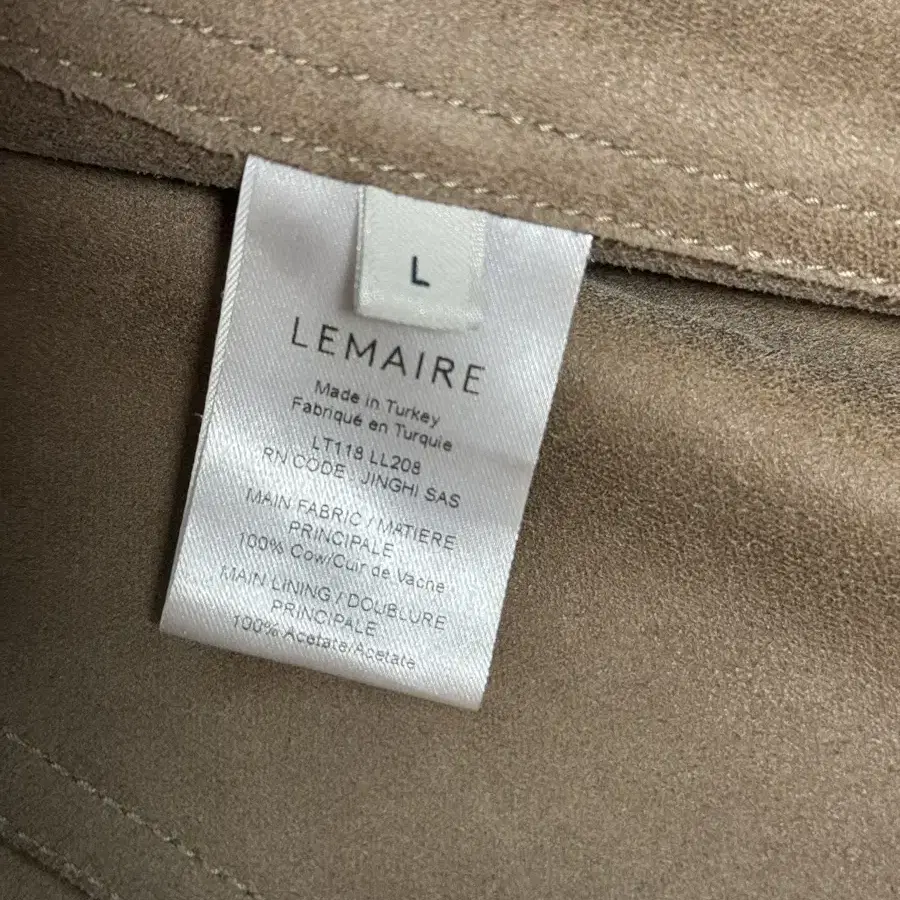 L
LEMAIRE
Made in Turkey
Fabriqué en Turquie
LT118 LL208
RN CODE : JINGHI SAS
MAIN FABRIC / MATIERE
PRINCIPALE
100% Cow/Cuir de Vache
MAIN LINING / DOUBLURE
PRINCIPALE
100% Acetate/Acetate